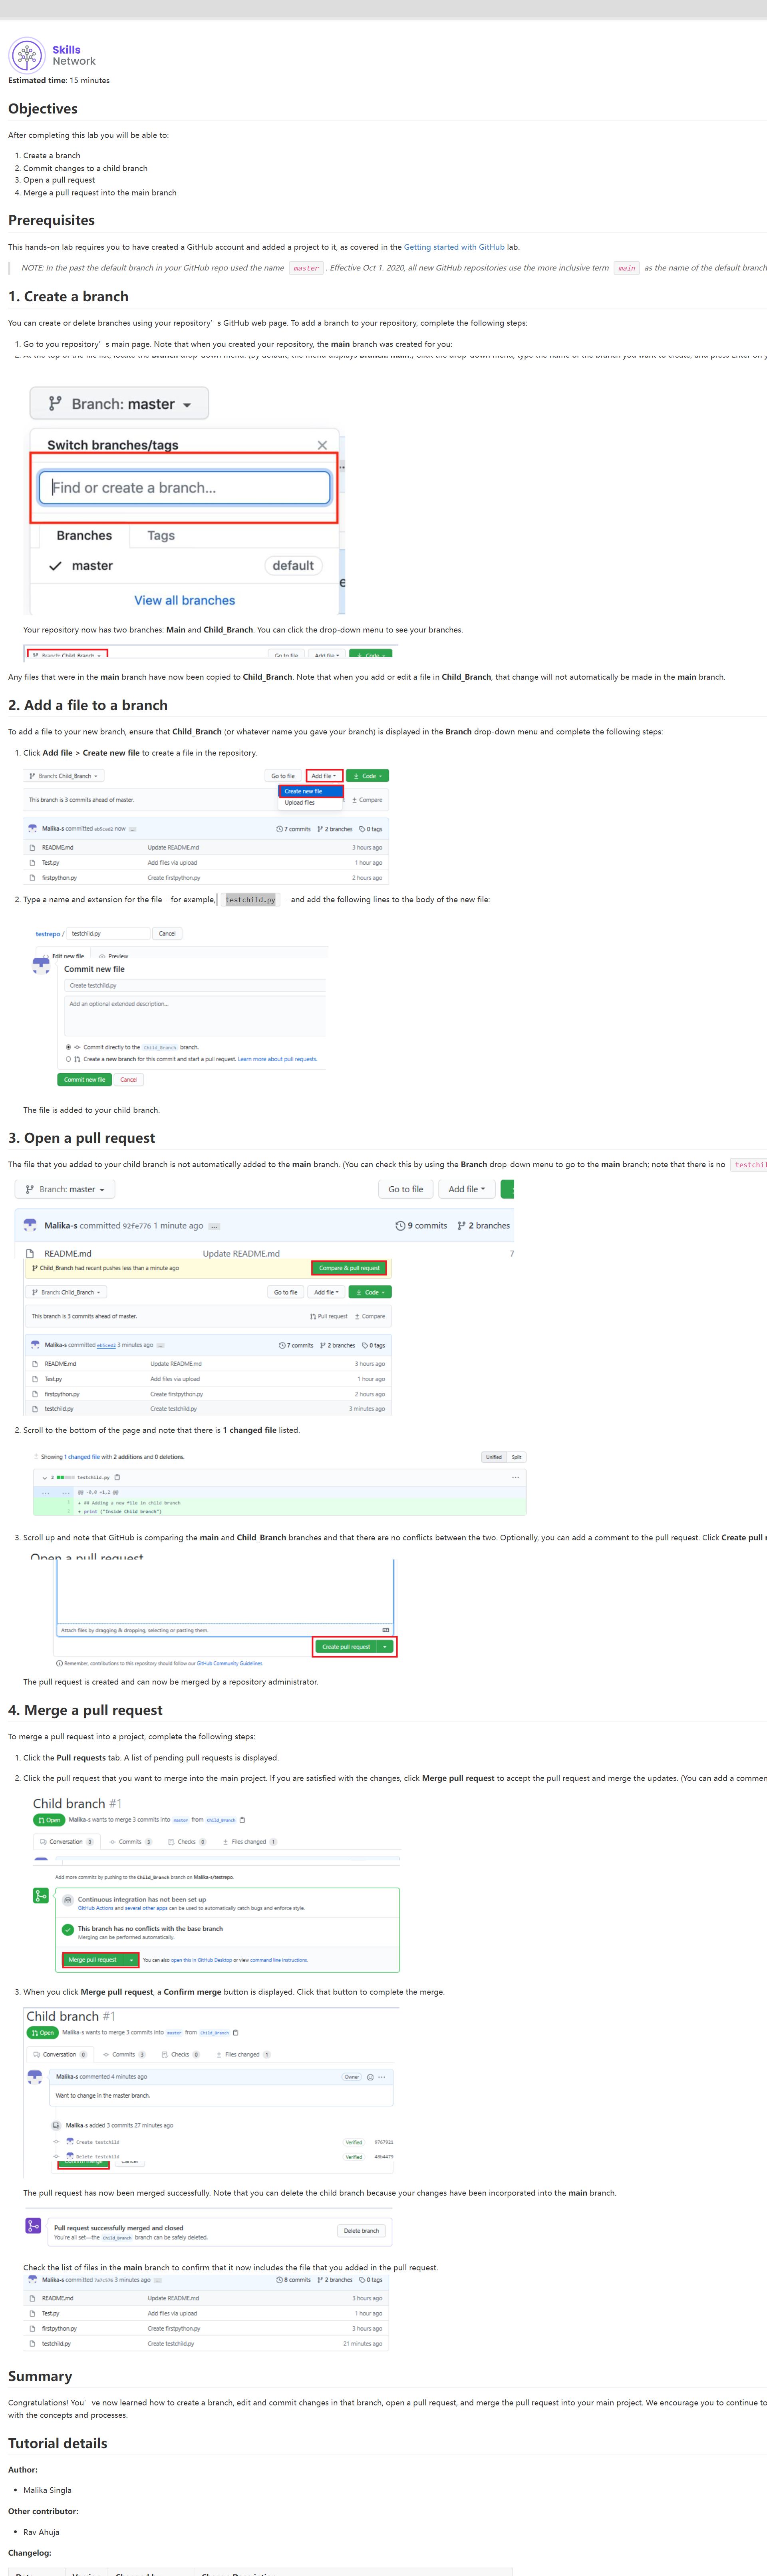 Skills
Network
Estimated time: 15 minutes
Objectives
After completing this lab you will be able to:
1. Create a branch
2. Commit changes to a child branch
3. Open a pull request
4. Merge a pull request into the main branch
Prerequisites
This hands-on lab requires you to have created a GitHub account and added a project to it, as covered in the Getting started with GitHub lab.
NOTE: In the past the default branch in your GitHub repo used the name master . Effective Oct 1. 2020, all new GitHub repositories use the more inclusive term main as the name of the default branch
1. Create a branch
You can create or delete branches using your repository's GitHub web page. To add a branch to your repository, complete the following steps:
1. Go to you repository's main page. Note that when you created your repository, the main branch was created for you:
Branch: master
Switch branches/tags
Find or create a branch...
Branches Tags
master default
View all branches
Your repository now has two branches: Main and Child_Branch. You can click the drop-down menu to see your branches.
Branch: Child_Branch Go to file Add file Code
Any files that were in the main branch have now been copied to Child_Branch. Note that when you add or edit a file in Child_Branch, that change will not automatically be made in the main branch.
2. Add a file to a branch
To add a file to your new branch, ensure that Child_Branch (or whatever name you gave your branch) is displayed in the Branch drop-down menu and complete the following steps:
1. Click Add file > Create new file to create a file in the repository.
Branch: Child_Branch Go to file Add file Code
Create new file
This branch is 3 commits ahead of master. Compare
Upload files
Malika-s committed eb5ced2 now 7 commits 2 branches 0 tags
README.md Update README.md 3 hours ago
Test.py Add files via upload 1 hour ago
firstpython.py Create firstpython.py 2 hours ago
2. Type a name and extension for the file – for example, testchild.py – and add the following lines to the body of the new file:
testrepo / testchild.py Cancel
Edit new file Preview
Commit new file
Create testchild.py
Add an optional extended description...
Commit directly to the Child_Branch branch.
Create a new branch for this commit and start a pull request. Learn more about pull requests.
Commit new file Cancel
The file is added to your child branch.
3. Open a pull request
The file that you added to your child branch is not automatically added to the main branch. (You can check this by using the Branch drop-down menu to go to the main branch; note that there is no
Branch: master Go to file Add file
Malika-s committed 92fe776 1 minute ago 9 commits 2 branches
README.md Update README.md 7
Child_Branch had recent pushes less than a minute ago Compare & pull request
Branch: Child_Branch Go to file Add file Code
This branch is 3 commits ahead of master. Pull request Compare
Malika-s committed eb5ced2 3 minutes ago 7 commits 2 branches 0 tags
README.md Update README.md 3 hours ago
Test.py Add files via upload 1 hour ago
firstpython.py Create firstpython.py 2 hours ago
testchild.py Create testchild.py 3 minutes ago
2. Scroll to the bottom of the page and note that there is 1 changed file listed.
Showing 1 changed file with 2 additions and 0 deletions. Unified Split
2 testchild.py
@@ -0,0 +1,2 @@
+ ## Adding a new file in child branch
+ print ("Inside Child branch")
3. Scroll up and note that GitHub is comparing the main and Child_Branch branches and that there are no conflicts between the two. Optionally, you can add a comment to the pull request. Click Create pull
Open a pull request
Attach files by dragging & dropping, selecting or pasting them.
Create pull request
Remember, contributions to this repository should follow our GitHub Community Guidelines.
The pull request is created and can now be merged by a repository administrator.
4. Merge a pull request
To merge a pull request into a project, complete the following steps:
1. Click the Pull requests tab. A list of pending pull requests is displayed.
2. Click the pull request that you want to merge into the main project. If you are satisfied with the changes, click Merge pull request to accept the pull request and merge the updates. (You can add a
Child branch #1
Open Malika-s wants to merge 3 commits into master from Child_Branch
Conversation 0 Commits 3 Checks 0 Files changed 1
Add more commits by pushing to the Child_Branch branch on Malika-s/testrepo.
Continuous integration has not been set up
GitHub Actions and several other apps can be used to automatically catch bugs and enforce style.
This branch has no conflicts with the base branch
Merging can be performed automatically.
Merge pull request You can also open this in GitHub Desktop or view command line instructions.
3. When you click Merge pull request, a Confirm merge button is displayed. Click that button to complete the merge.
Child branch #1
Open Malika-s wants to merge 3 commits into master from Child_Branch
Conversation 0 Commits 3 Checks 0 Files changed 1
Malika-s commented 4 minutes ago Owner
Want to change in the master branch.
Malika-s added 3 commits 27 minutes ago
Create testchild Verified
Delete testchild Verified
The pull request has now been merged successfully. Note that you can delete the child branch because your changes have been incorporated into the main branch.
Pull request successfully merged and closed
You're all set—the Child_Branch branch can be safely deleted.
Delete branch
Check the list of files in the main branch to confirm that it now includes the file that you added in the pull request.
Malika-s committed 3 minutes ago 8 commits 2 branches 0 tags
README.md Update README.md 3 hours ago
Test.py Add files via upload 1 hour ago
firstpython.py Create firstpython.py 3 hours ago
testchild.py Create testchild.py 21 minutes ago
Summary
Congratulations! You've now learned how to create a branch, edit and commit changes in that branch, open a pull request, and merge the pull request into your main project. We encourage you to continue to
with the concepts and processes.
Tutorial details
Author:
• Malika Singla
Other contributor:
• Rav Ahuja
Changelog: